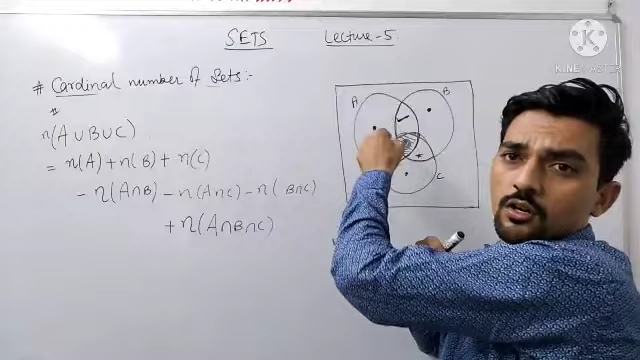 SETS Lecture-5.
# Cardinal number of Sets:-
n(A∪B∪C)
= n(A) + n(B) + n(C)
- n(A∩B) - n(A∩C) - n(B∩C)
+ n(A∩B∩C)
A
B
C
K
KINEMASTER